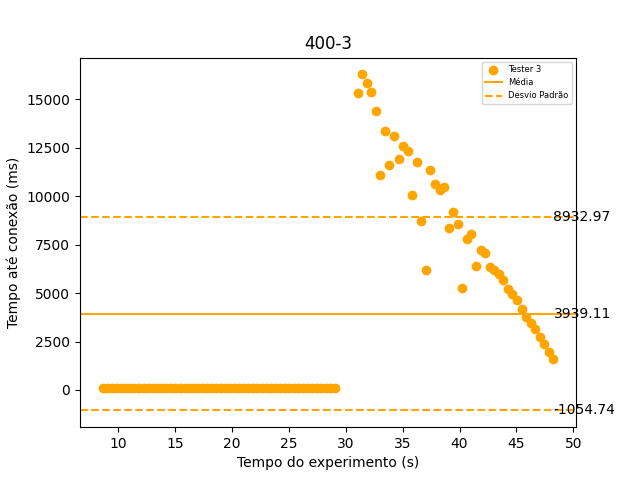 400-3
Tempo até conexão (ms)
15000
12500
10000
7500
5000
2500
0
Tester 3
Média
Desvio Padrão
8932.97
3939.11
-1054.74
10 15 20 25 30 35 40 45 50
Tempo do experimento (s)